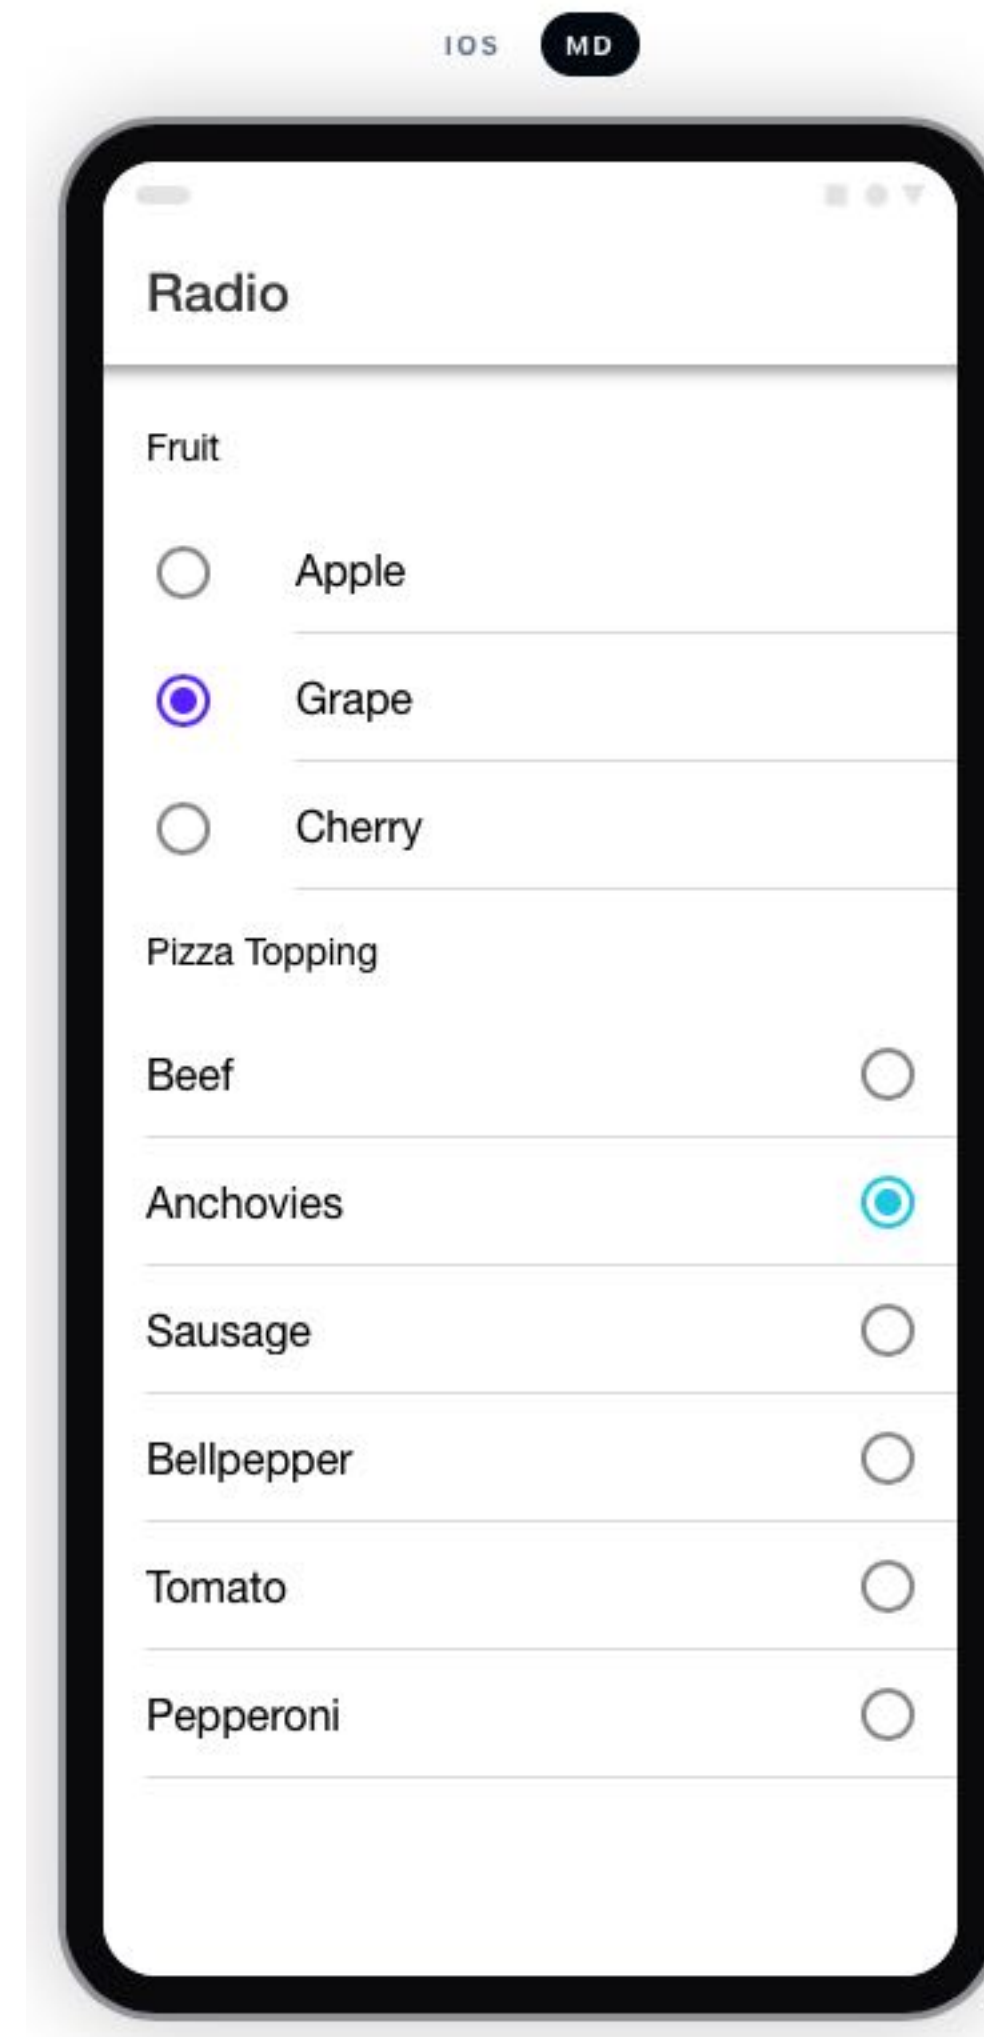 IOS MD
Radio
Fruit
Apple
Grape
Cherry
Pizza Topping
Beef
Anchovies
Sausage
Bellpepper
Tomato
Pepperoni